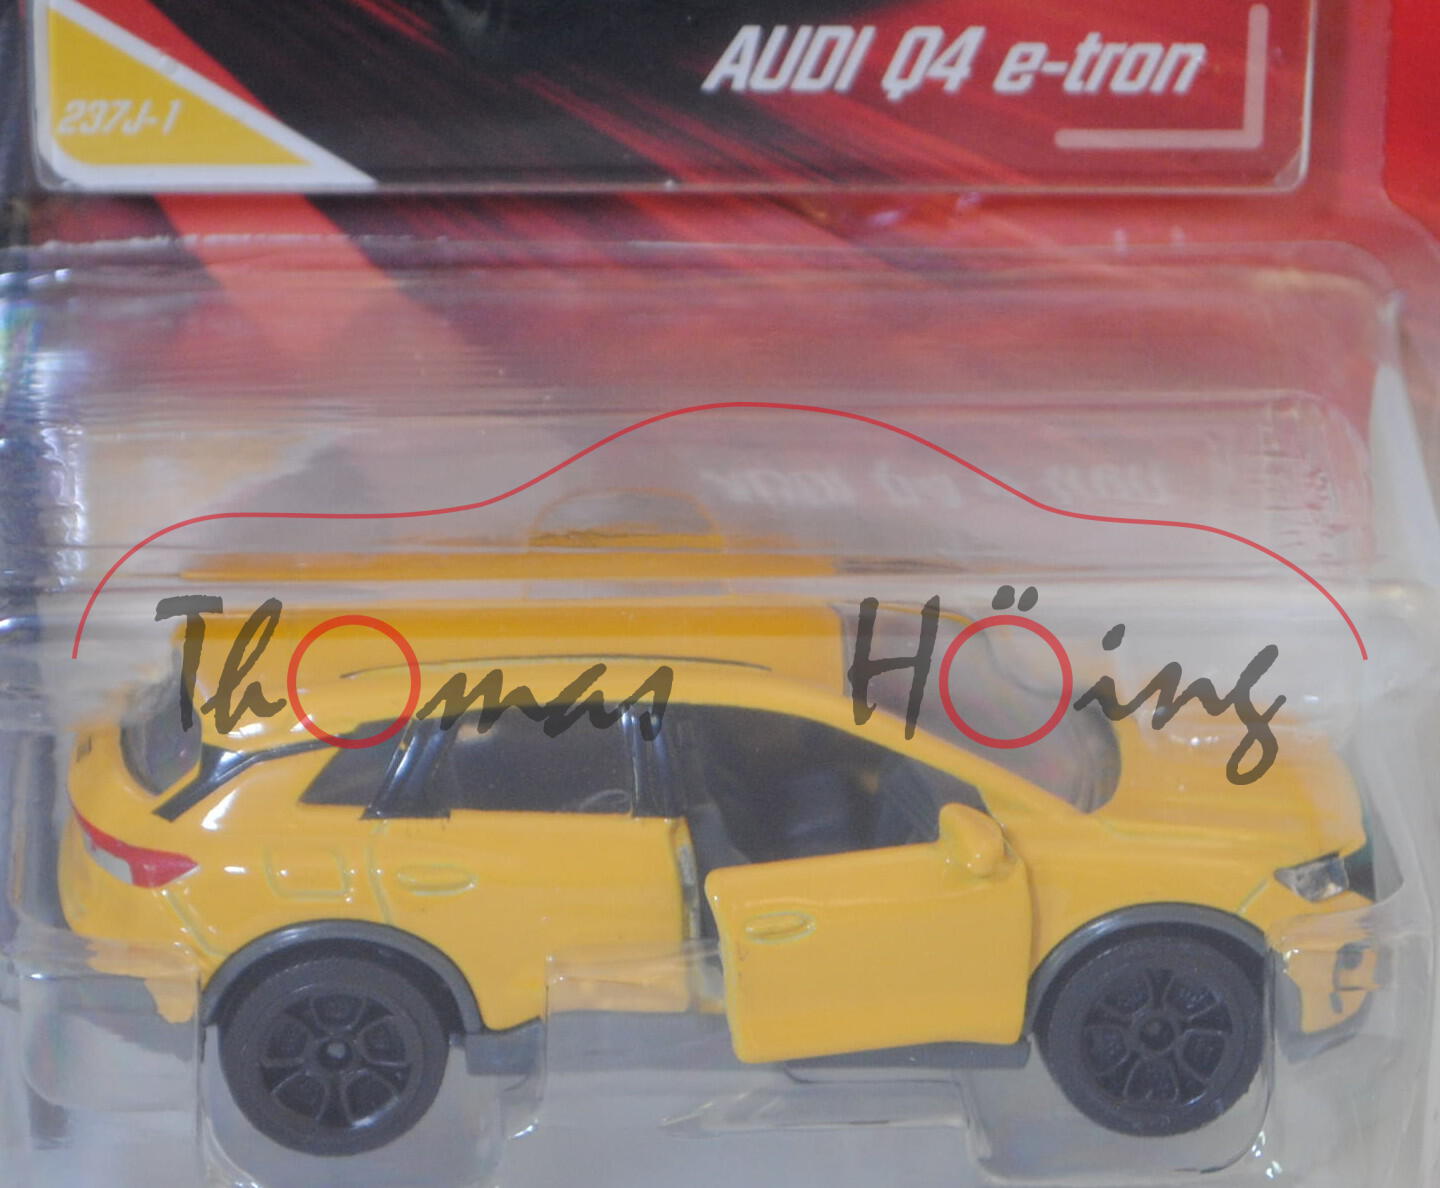 AUDI Q4 e-tron
237J-1
Thomas Höing